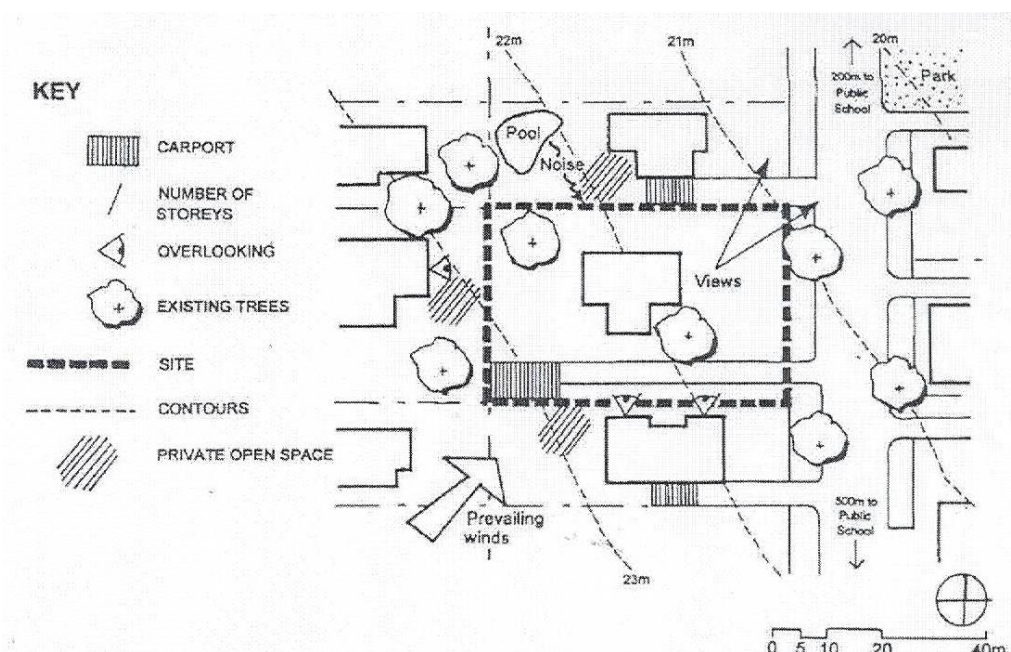 KEY
CARPORT
NUMBER OF
STOREYS
OVERLOOKING
EXISTING TREES
SITE
CONTOURS
PRIVATE OPEN SPACE
22m
21m
20m
200m to
Public
School
Park
Pool
Noise
Views
Prevailing
winds
500m to
Public
School
23m
0 5 10 20 40m